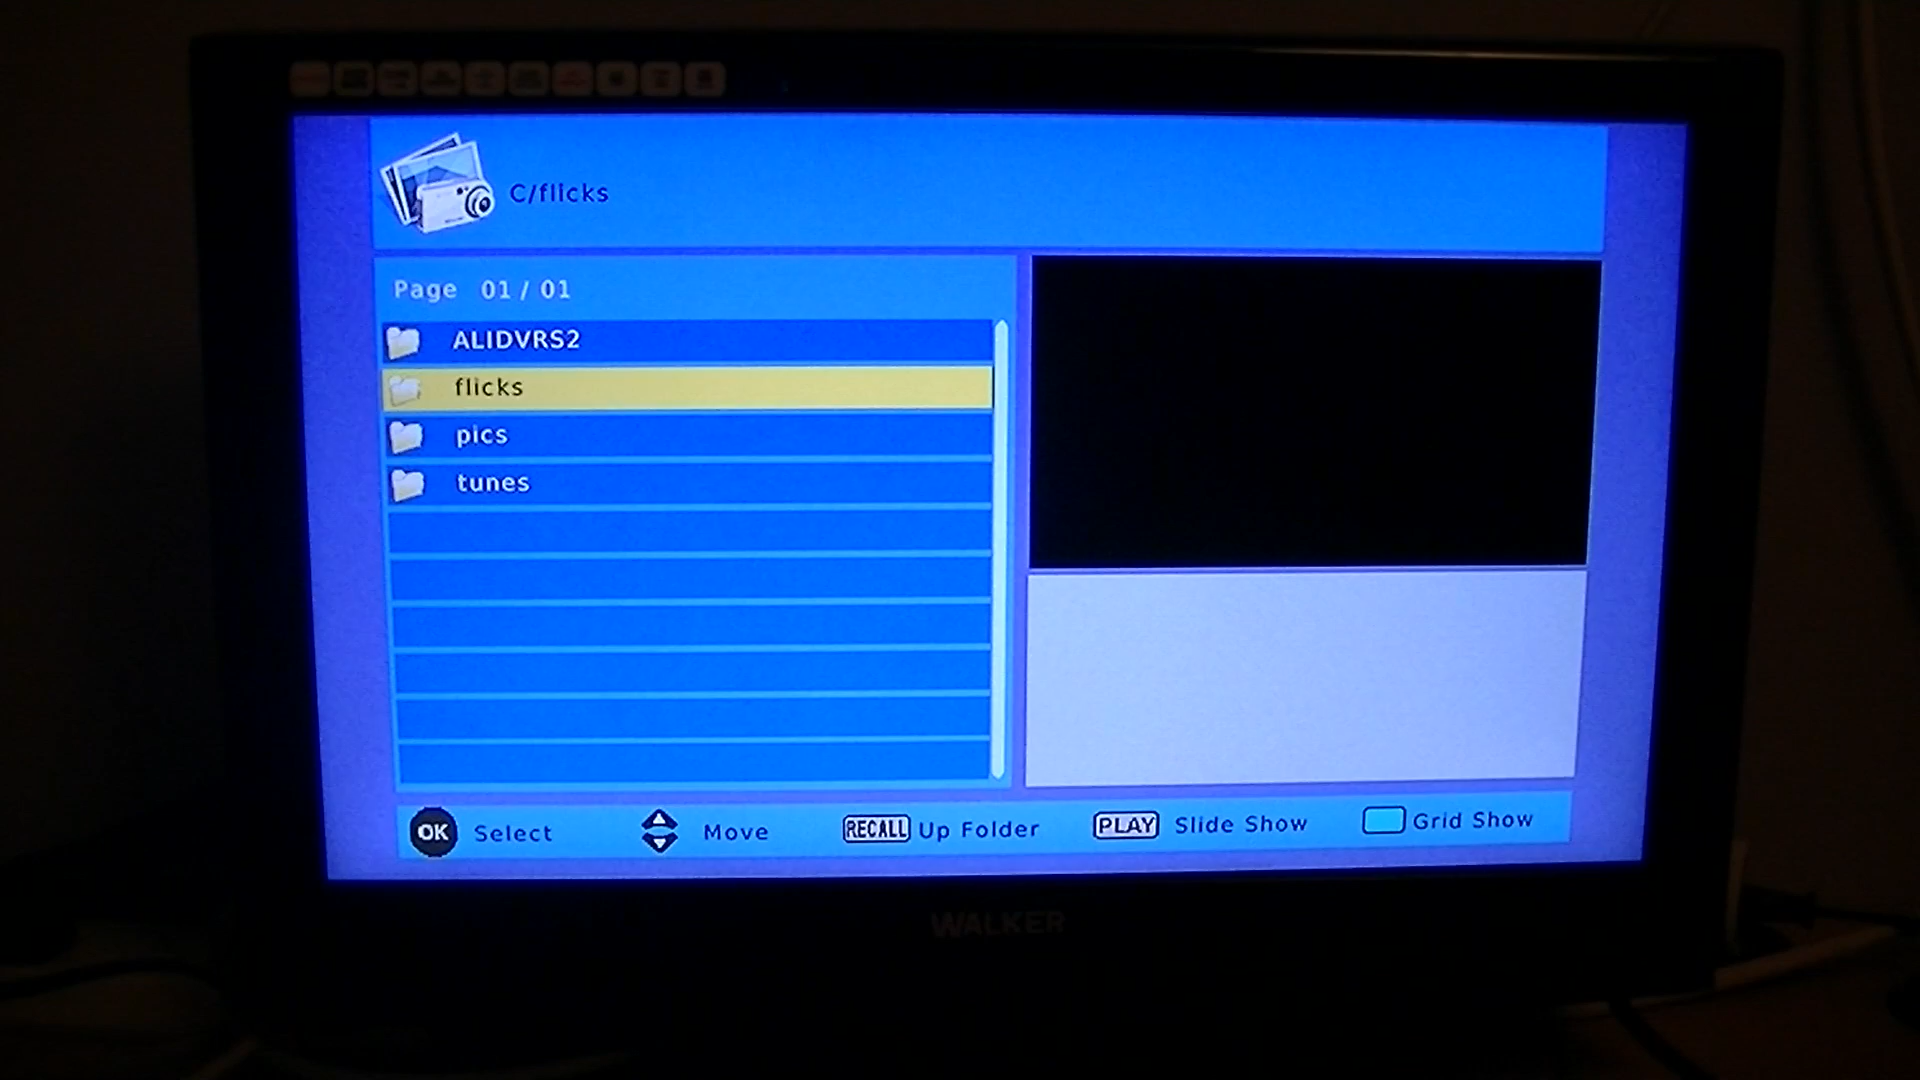 C/flicks
Page 01 / 01
ALIDVRS2
flicks
pics
tunes
OK Select Move RECALL Up Folder PLAY Slide Show Grid Show
WALKER